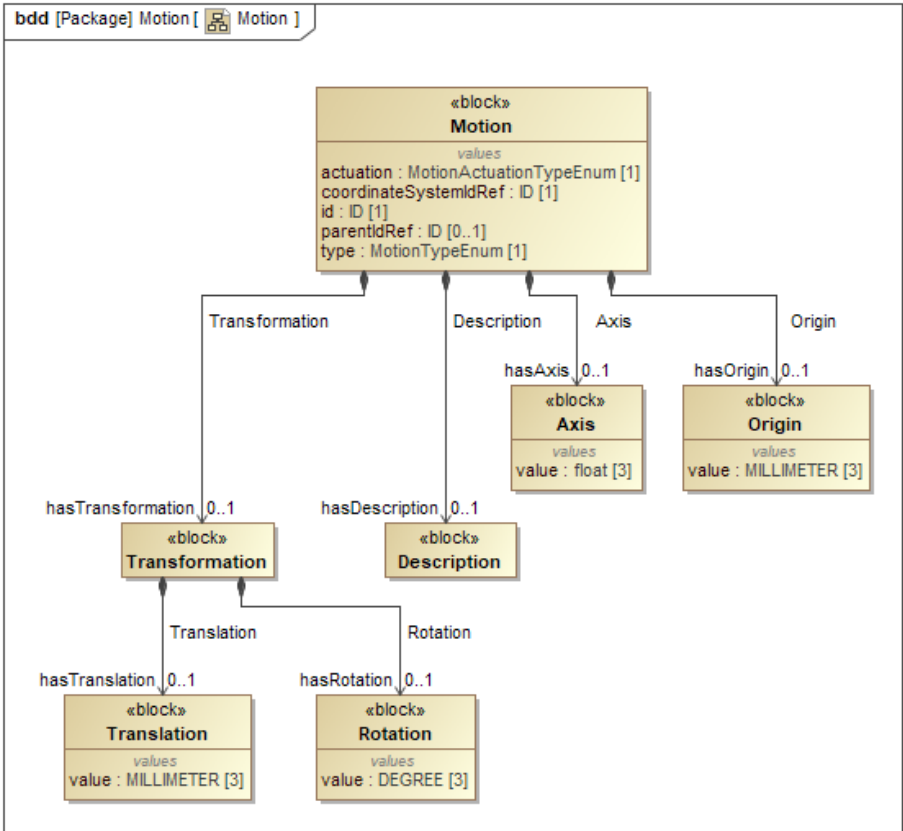 bdd [Package] Motion [ Motion ]
«block»
Motion
values
actuation : MotionActuationTypeEnum [1]
coordinateSystemIdRef : ID [1]
id : ID [1]
parentIdRef : ID [0..1]
type : MotionTypeEnum [1]
Transformation
Description
Axis
Origin
hasAxis 0..1
hasOrigin 0..1
«block»
Axis
values
value : float [3]
«block»
Origin
values
value : MILLIMETER [3]
hasTransformation 0..1
hasDescription 0..1
«block»
Transformation
«block»
Description
Translation
Rotation
hasTranslation 0..1
hasRotation 0..1
«block»
Translation
values
value : MILLIMETER [3]
«block»
Rotation
values
value : DEGREE [3]